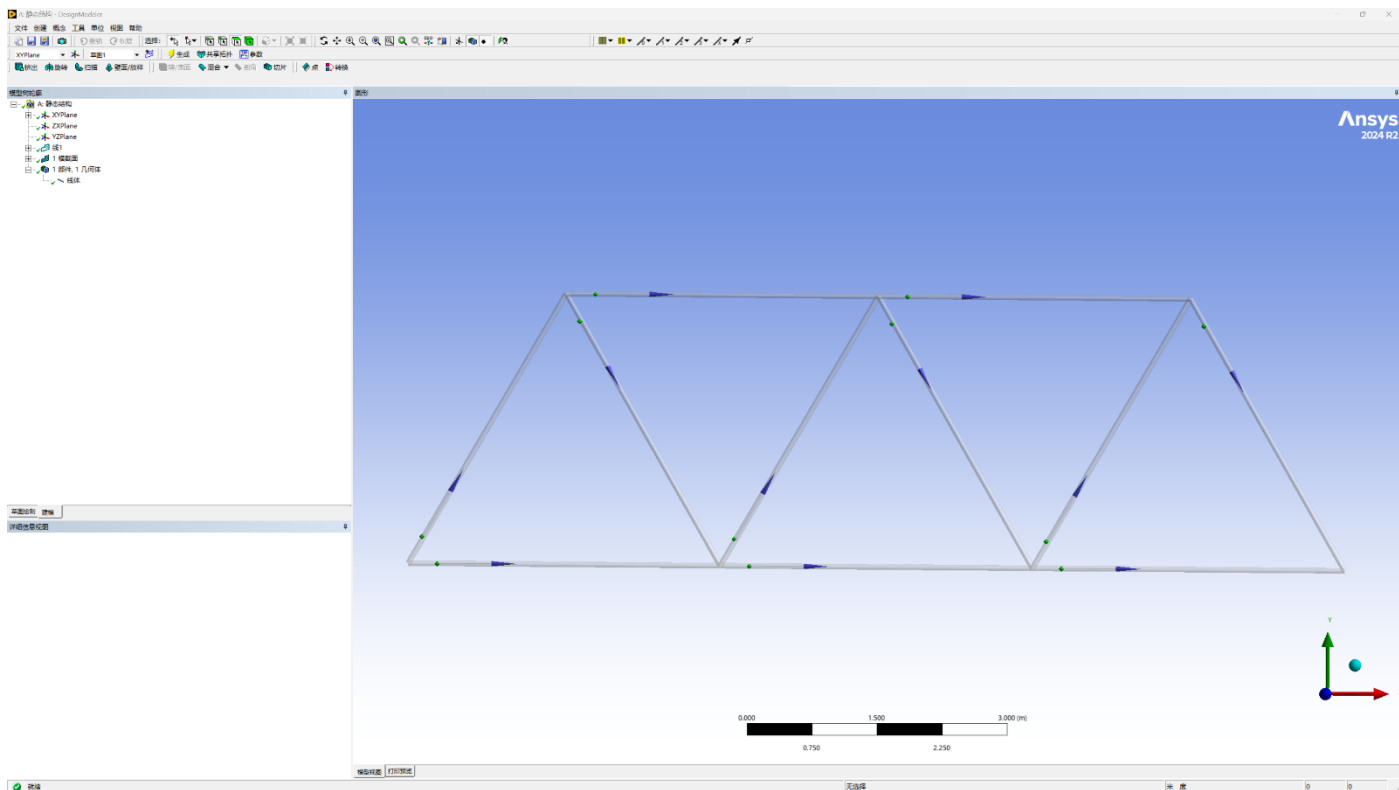 A: 静态结构 - DesignModeler
文件 创建 概念 工具 单位 视图 帮助
撤销 选择:
XYPlane 草图1 生成 共享拓扑 参数
挤出 旋转 扫描 蒙皮/放样 薄/表面 混合 倒角 切片 点 转换
模型树轮廓
图形
A: 静态结构
XYPlane
ZXPlane
YZPlane
线1
1 横截面
1 部件, 1 几何体
线体
草图绘制 建模
详细信息视图
Ansys
2024 R2
Y
0.000 1.500 3.000 (m)
0.750 2.250
模型视图 打印预览
就绪 无选择 米 度 0 0